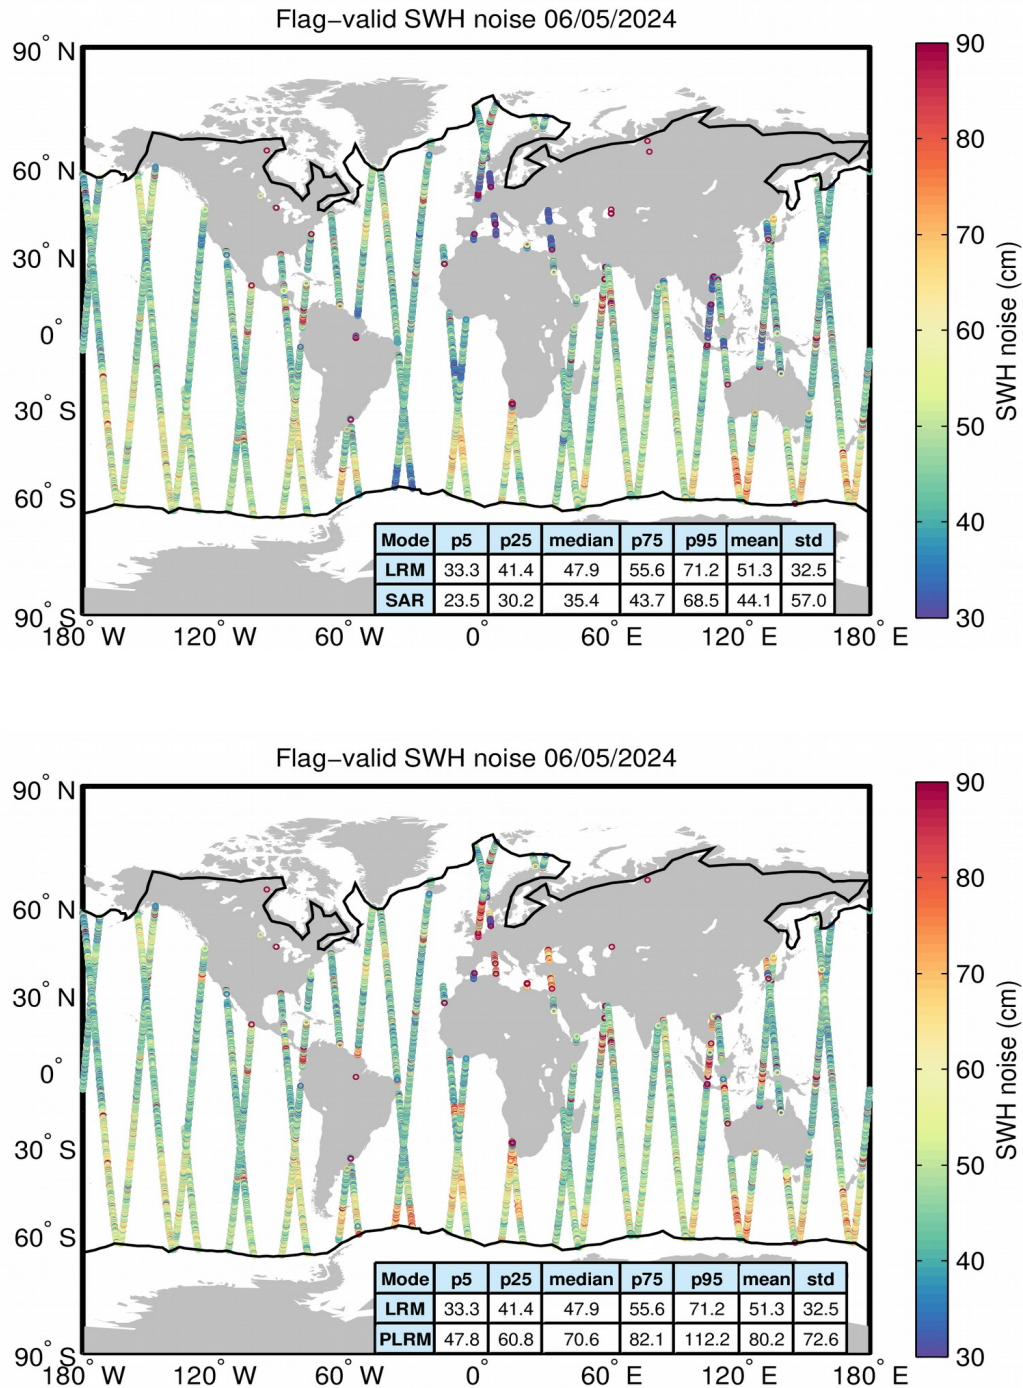 Flag−valid SWH noise 06/05/2024
90° N
60° N
30° N
0°
30° S
60° S
90° S
180° W
120° W
60° W
0°
60° E
120° E
180° E
90
80
70
60
50
40
30
SWH noise (cm)
Mode p5 p25 median p75 p95 mean std
LRM 33.3 41.4 47.9 55.6 71.2 51.3 32.5
SAR 23.5 30.2 35.4 43.7 68.5 44.1 57.0
Flag−valid SWH noise 06/05/2024
90° N
60° N
30° N
0°
30° S
60° S
90° S
180° W
120° W
60° W
0°
60° E
120° E
180° E
90
80
70
60
50
40
30
SWH noise (cm)
Mode p5 p25 median p75 p95 mean std
LRM 33.3 41.4 47.9 55.6 71.2 51.3 32.5
PLRM 47.8 60.8 70.6 82.1 112.2 80.2 72.6